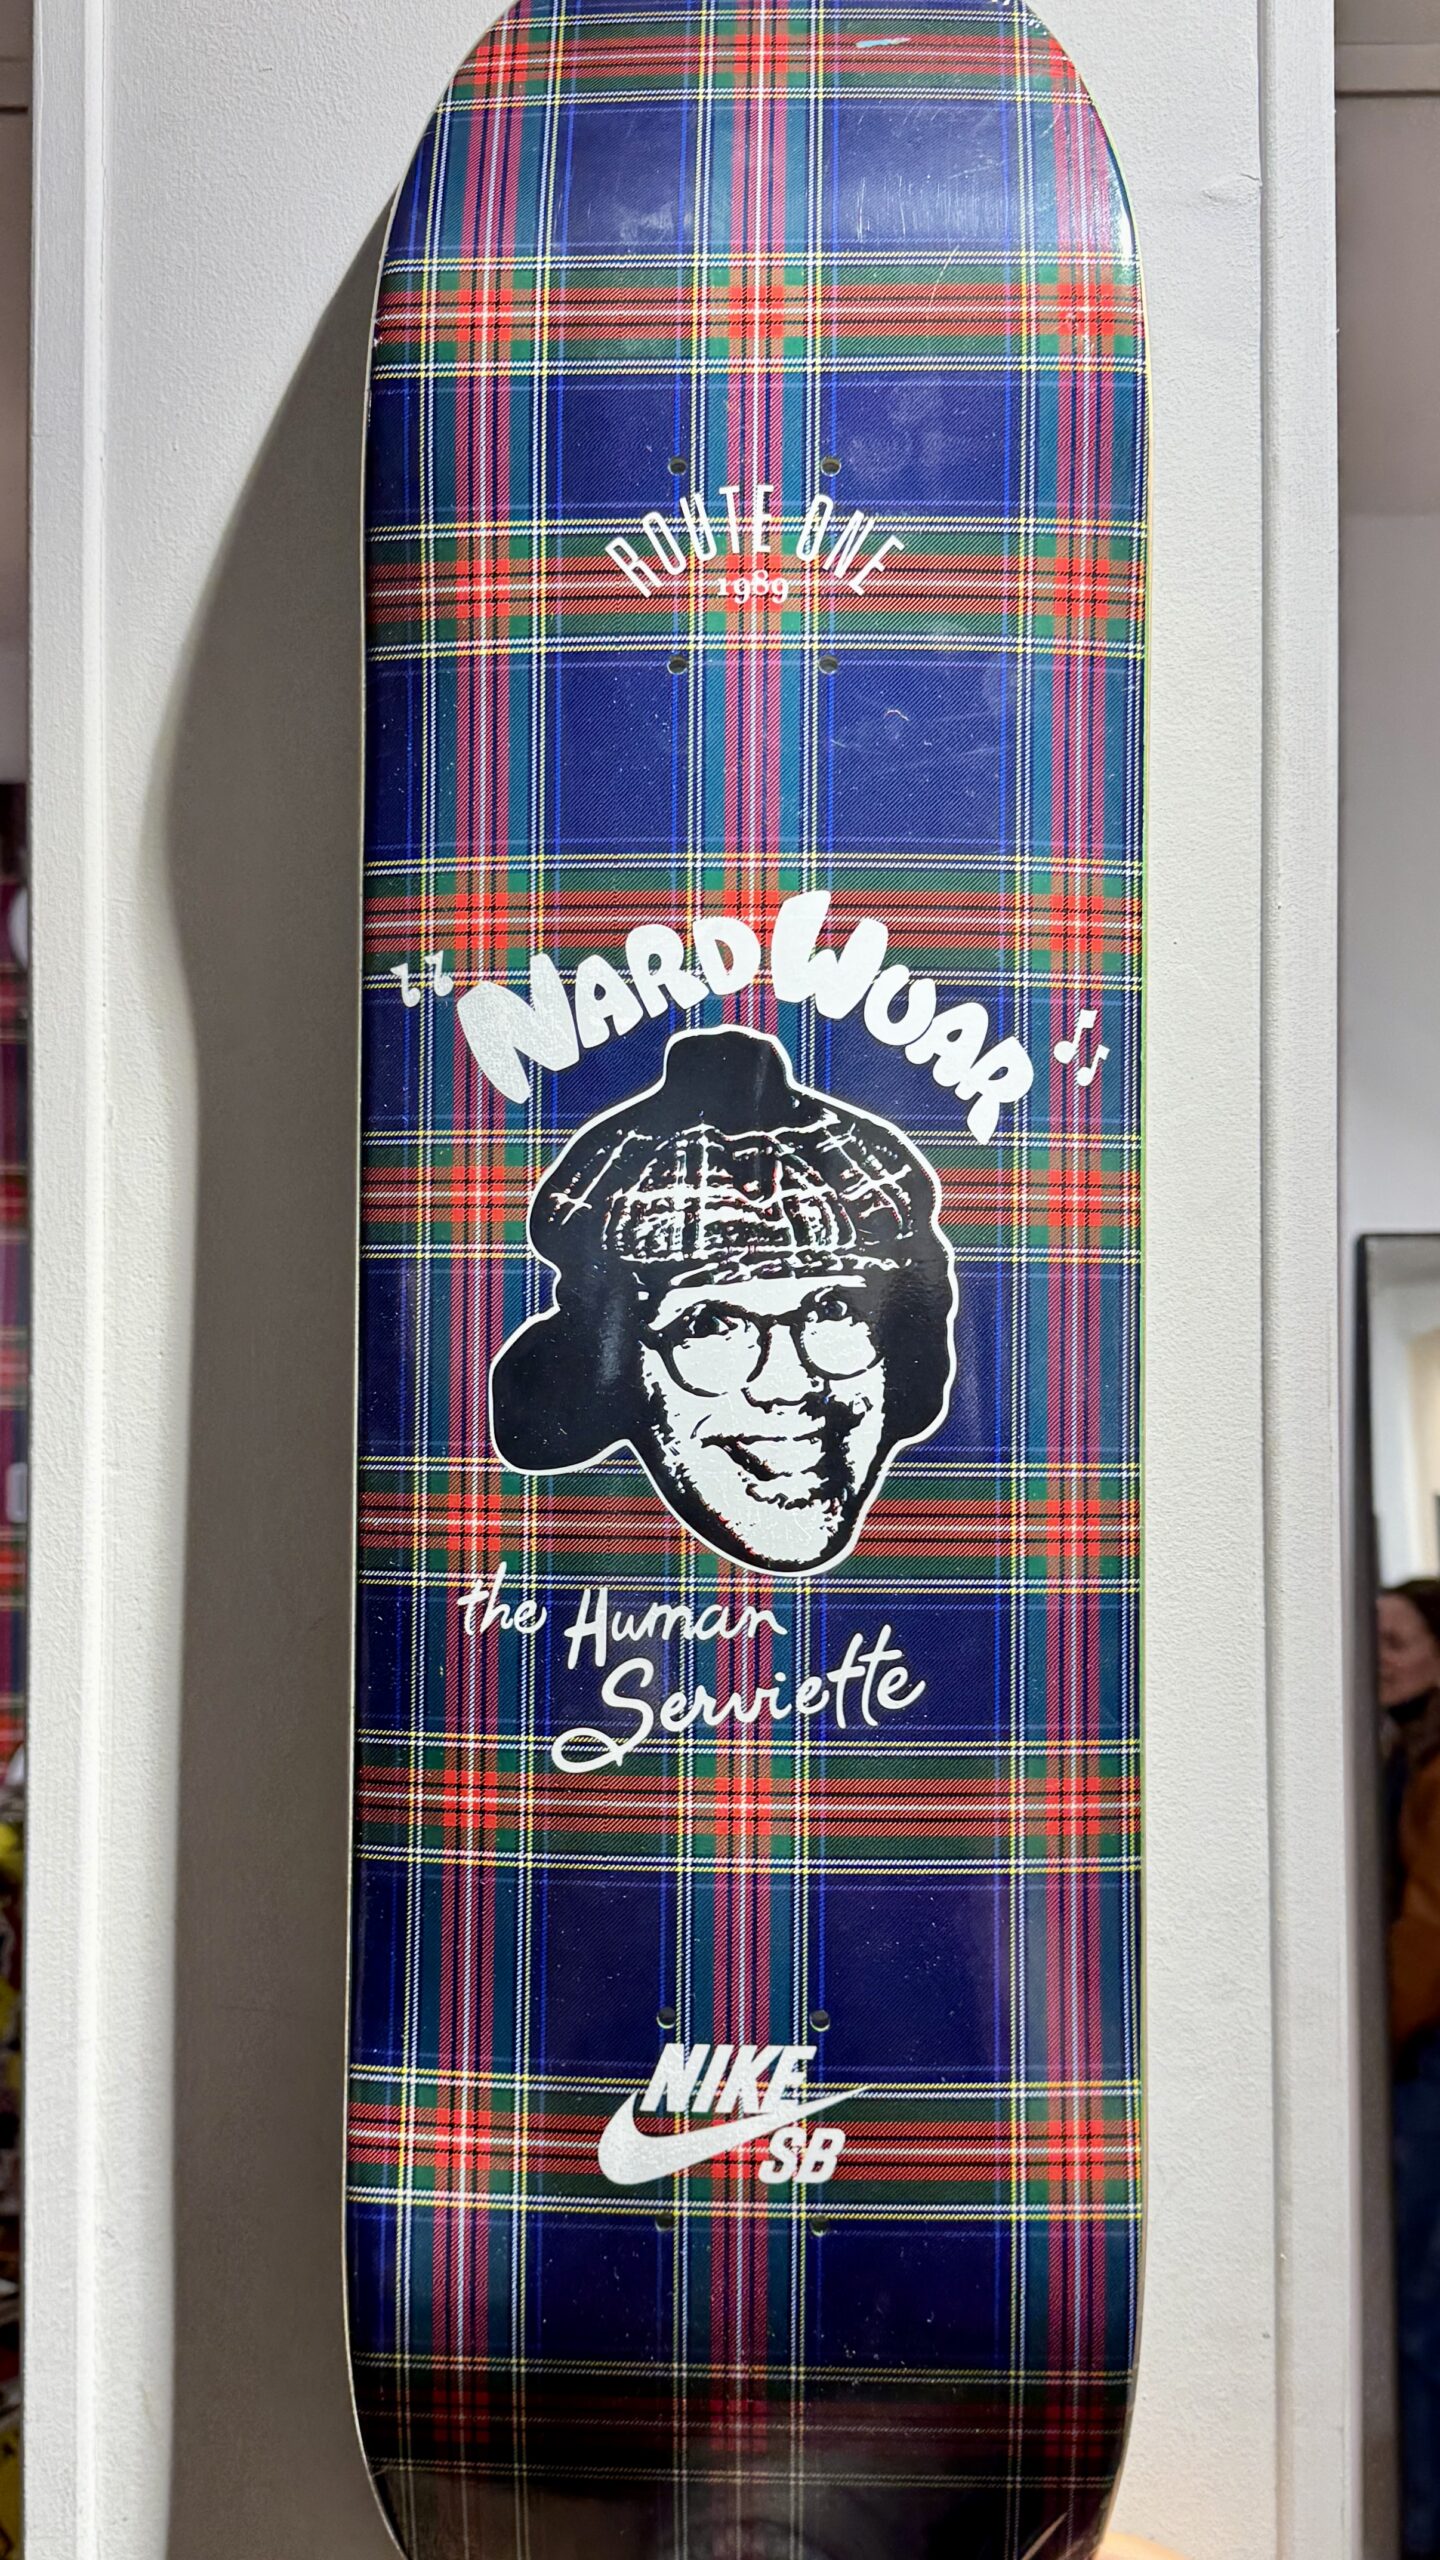 ROUTE ONE
1989
NARDWUAR
the Human
Serviette
NIKE
SB